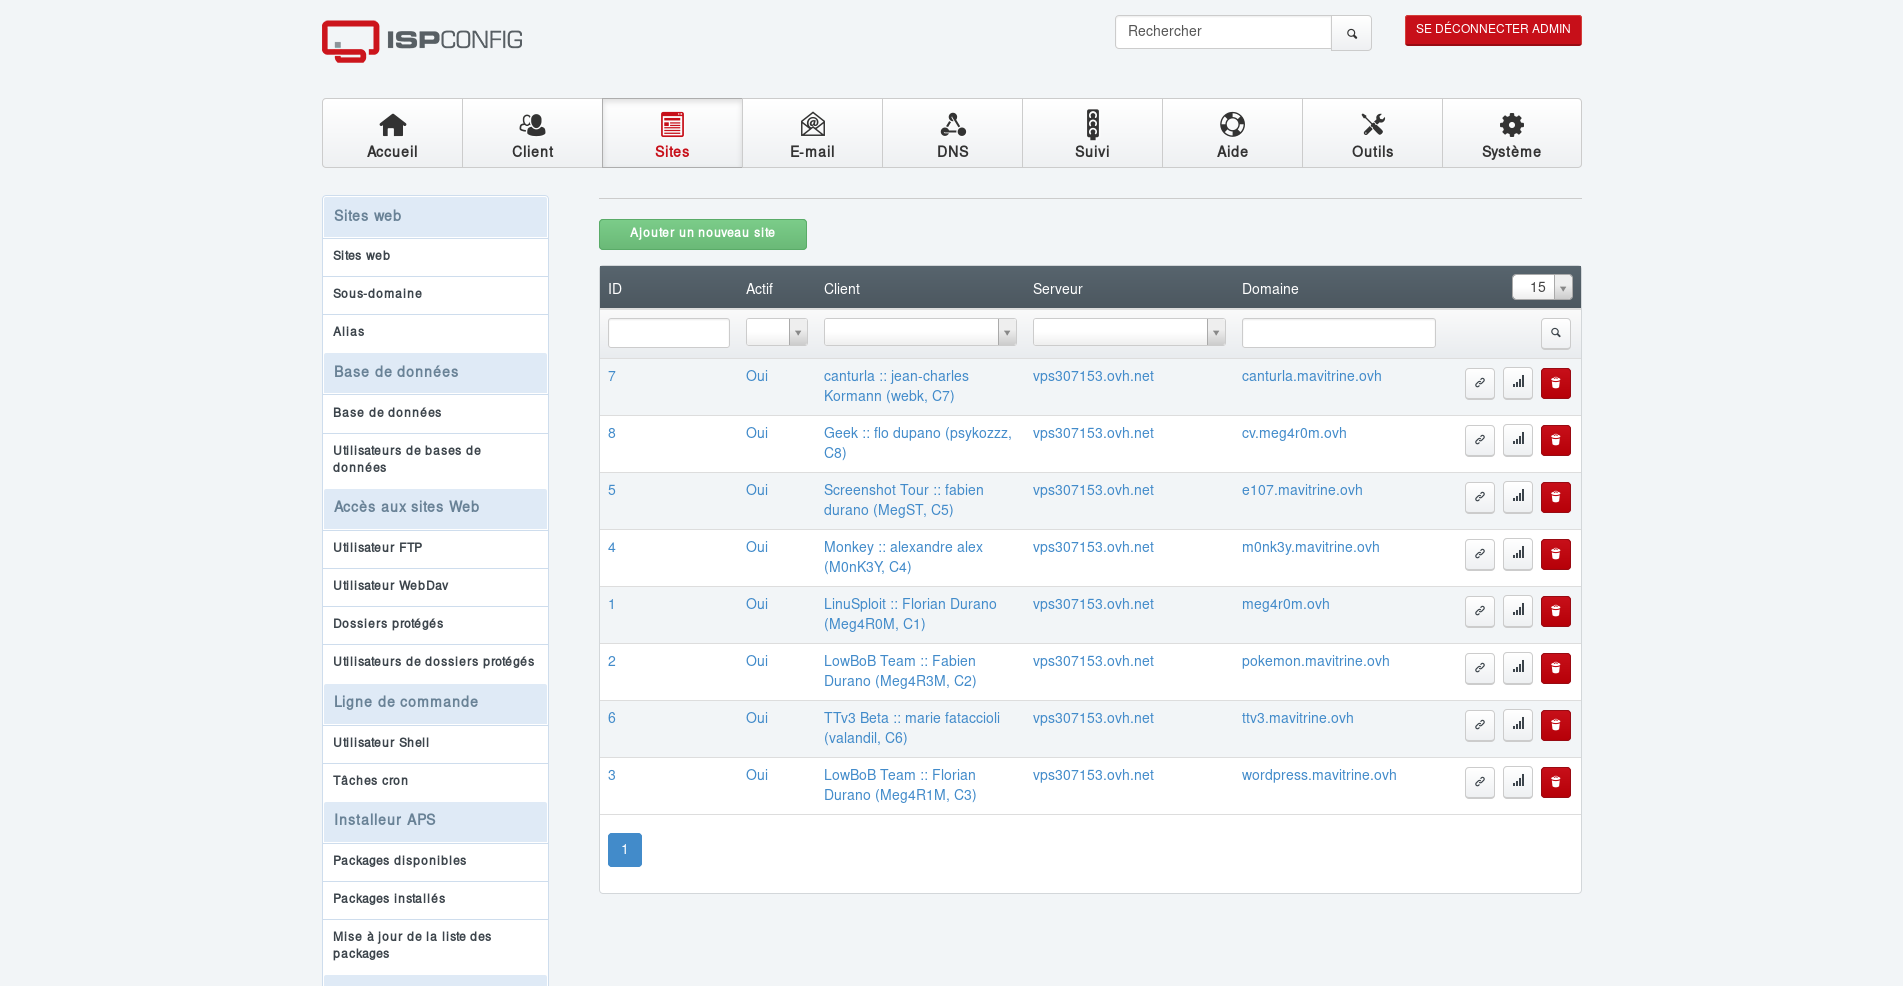 ISPCONFIG
Rechercher
SE DÉCONNECTER ADMIN
Accueil
Client
Sites
E-mail
DNS
Suivi
Aide
Outils
Système
Sites web
Sites web
Sous-domaine
Alias
Base de données
Base de données
Utilisateurs de bases de
données
Accès aux sites Web
Utilisateur FTP
Utilisateur WebDav
Dossiers protégés
Utilisateurs de dossiers protégés
Ligne de commande
Utilisateur Shell
Tâches cron
Installeur APS
Packages disponibles
Packages installés
Mise à jour de la liste des
packages
Ajouter un nouveau site
ID Actif Client Serveur Domaine 15
7 Oui canturla :: jean-charles vps307153.ovh.net canturla.mavitrine.ovh
Kormann (webk, C7)
8 Oui Geek :: flo dupano (psykozzz, vps307153.ovh.net cv.meg4r0m.ovh
C8)
5 Oui Screenshot Tour :: fabien vps307153.ovh.net e107.mavitrine.ovh
durano (MegST, C5)
4 Oui Monkey :: alexandre alex vps307153.ovh.net m0nk3y.mavitrine.ovh
(M0nK3Y, C4)
1 Oui LinuSploit :: Florian Durano vps307153.ovh.net meg4r0m.ovh
(Meg4R0M, C1)
2 Oui LowBoB Team :: Fabien vps307153.ovh.net pokemon.mavitrine.ovh
Durano (Meg4R3M, C2)
6 Oui TTv3 Beta :: marie fataccioli vps307153.ovh.net ttv3.mavitrine.ovh
(valandil, C6)
3 Oui LowBoB Team :: Florian vps307153.ovh.net wordpress.mavitrine.ovh
Durano (Meg4R1M, C3)
1